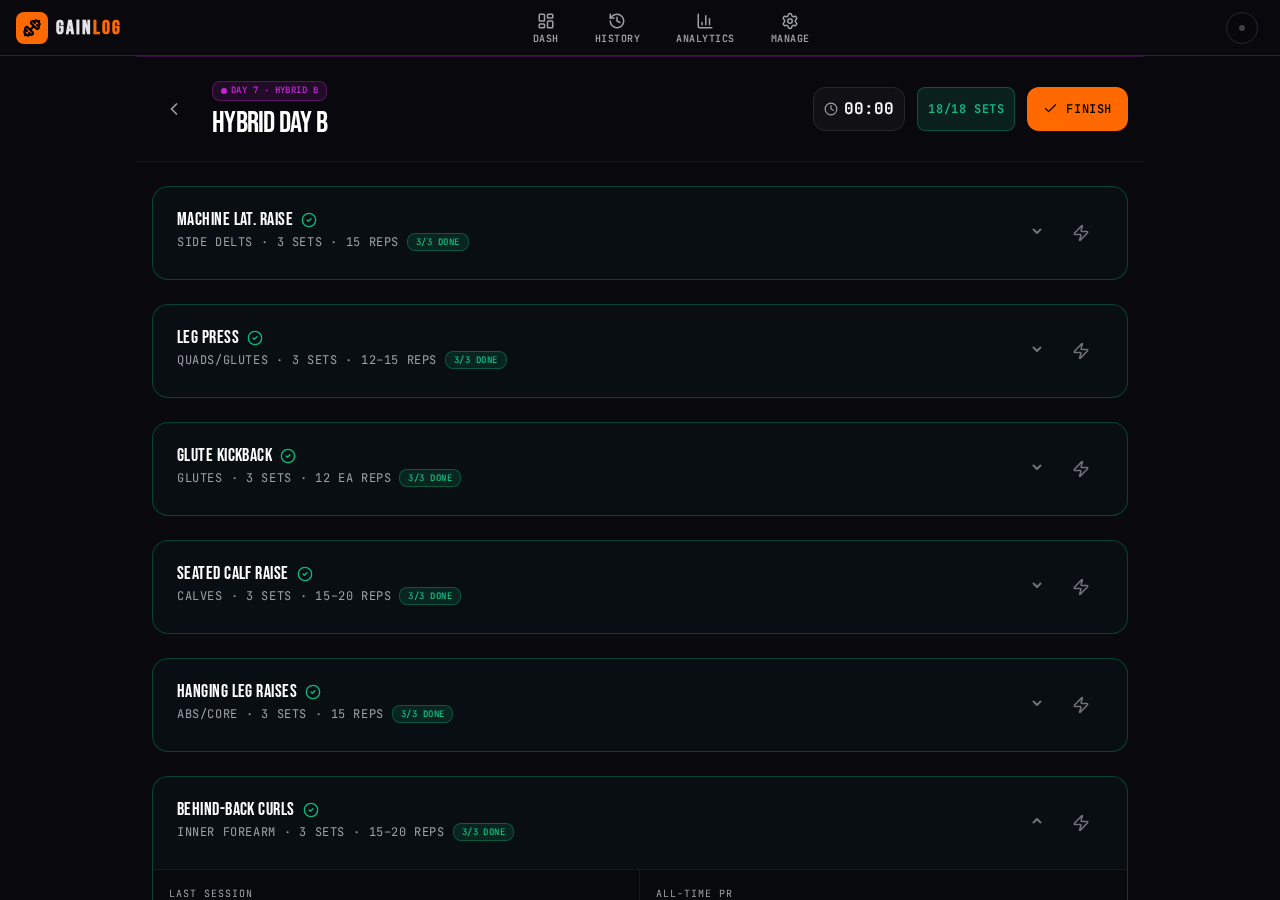 GAINLOG
DASH
HISTORY
ANALYTICS
MANAGE
DAY 7 · HYBRID B
HYBRID DAY B
00:00
18/18 SETS
FINISH
MACHINE LAT. RAISE
SIDE DELTS · 3 SETS · 15 REPS 3/3 DONE
LEG PRESS
QUADS/GLUTES · 3 SETS · 12–15 REPS 3/3 DONE
GLUTE KICKBACK
GLUTES · 3 SETS · 12 EA REPS 3/3 DONE
SEATED CALF RAISE
CALVES · 3 SETS · 15–20 REPS 3/3 DONE
HANGING LEG RAISES
ABS/CORE · 3 SETS · 15 REPS 3/3 DONE
BEHIND-BACK CURLS
INNER FOREARM · 3 SETS · 15–20 REPS 3/3 DONE
LAST SESSION
ALL-TIME PR